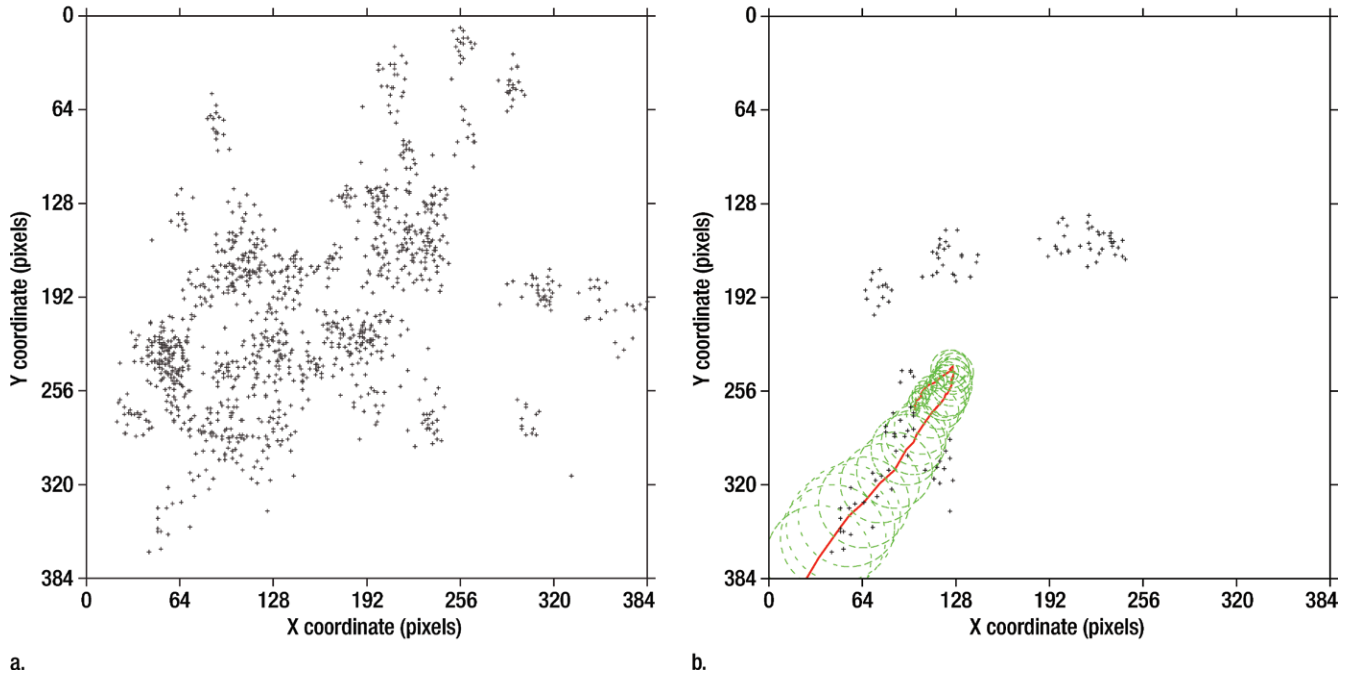 0
64
128
192
256
320
384
Y coordinate (pixels)
0 64 128 192 256 320 384
X coordinate (pixels)
a.
0
64
128
192
256
320
384
Y coordinate (pixels)
0 64 128 192 256 320 384
X coordinate (pixels)
b.